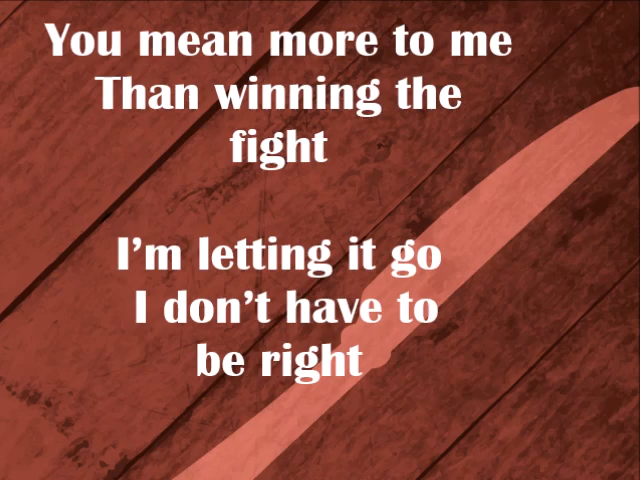 You mean more to me
Than winning the
fight
I'm letting it go
I don't have to
be right